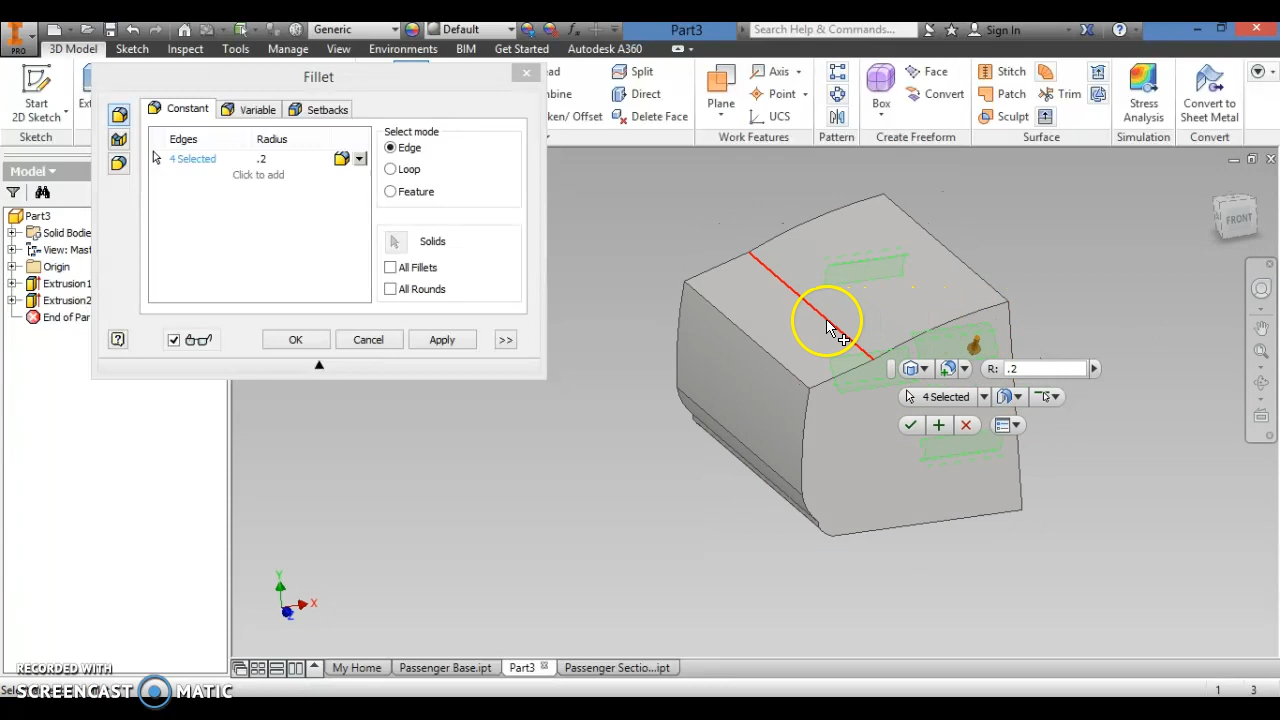 PRO
Generic
Default
Part3
Search Help & Commands...
Sign In
3D Model
Sketch
Inspect
Tools
Manage
View
Environments
BIM
Get Started
Autodesk A360
Start
2D Sketch
Sketch
Split
Direct
Delete Face
Plane
Axis
Point
UCS
Work Features
Pattern
Box
Face
Convert
Create Freeform
Stitch
Patch
Sculpt
Trim
Surface
Stress
Analysis
Simulation
Convert to
Sheet Metal
Convert
Fillet
Constant
Variable
Setbacks
Edges
Radius
4 Selected
.2
Click to add
Select mode
Edge
Loop
Feature
Solids
All Fillets
All Rounds
OK
Cancel
Apply
>>
Model
Part3
Solid Bodie
View: Mast
Origin
Extrusion1
Extrusion2
End of Par
FRONT
R: .2
4 Selected
Y
X
Z
My Home
Passenger Base.ipt
Part3
Passenger Sectio...ipt
RECORDED WITH
SCREENCAST MATIC
1 3